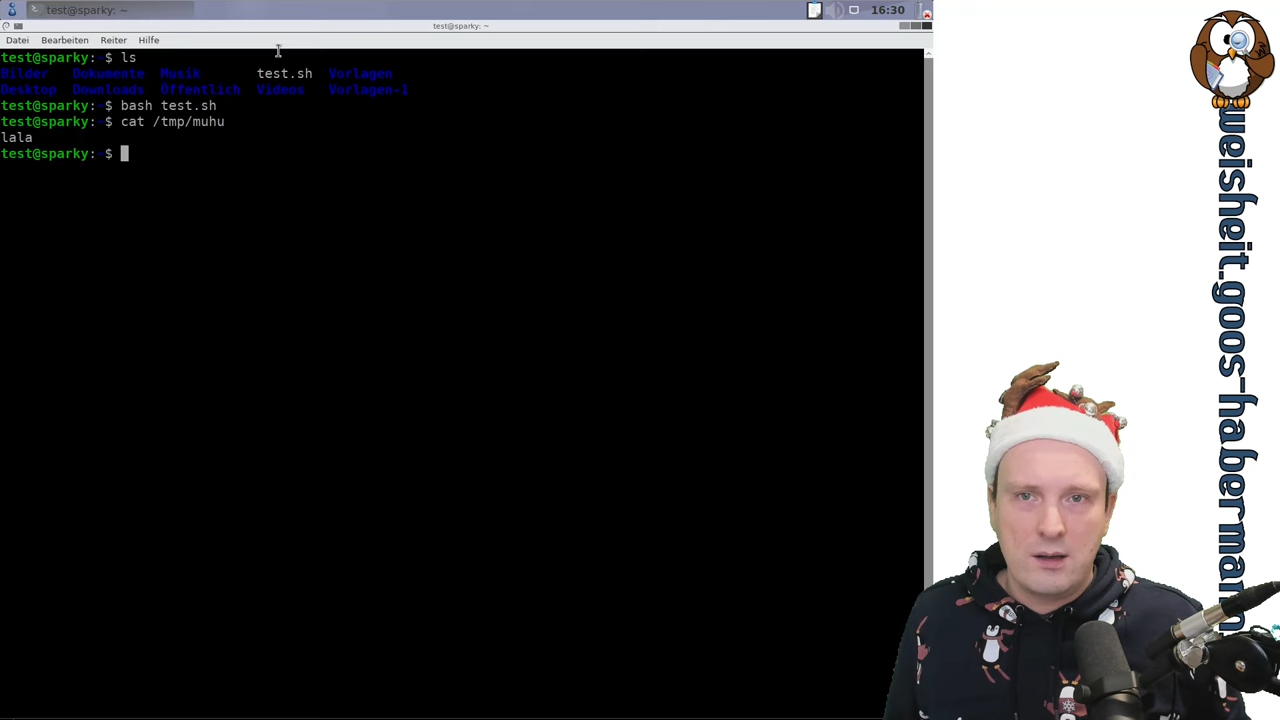 test@sparky: ~
16:30
test@sparky: ~
Datei Bearbeiten Reiter Hilfe
test@sparky:~$ ls
Bilder Dokumente Musik test.sh Vorlagen
Desktop Downloads Öffentlich Videos Vorlagen-1
test@sparky:~$ bash test.sh
test@sparky:~$ cat /tmp/muhu
lala
test@sparky:~$
weisheit.goos-habermann